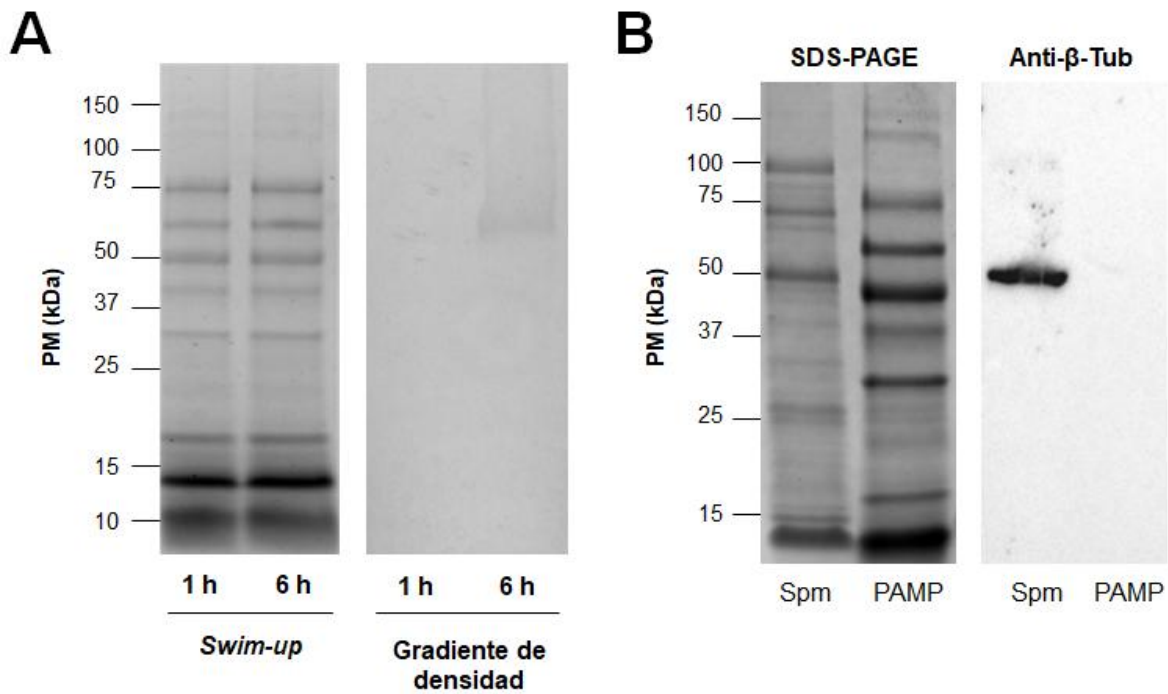 A
150
100
75
50
37
25
15
10
PM (kDa)
1 h
6 h
1 h
6 h
Swim-up
Gradiente de
densidad
B
SDS-PAGE
Anti-β-Tub
150
100
75
50
37
25
15
PM (kDa)
Spm
PAMP
Spm
PAMP